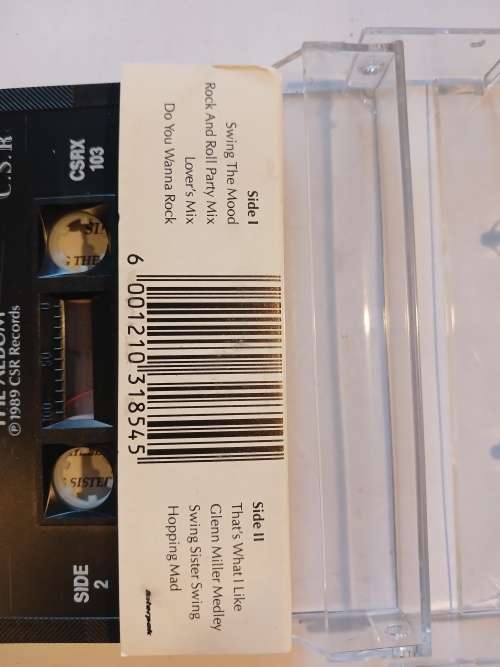 Side I
Swing The Mood
Rock And Roll Party Mix
Lover's Mix
Do You Wanna Rock
6 001210 318545
Side II
That's What I Like
Glenn Miller Medley
Swing Sister Swing
Hopping Mad
CSRX
103
SIDE
2
THE ALBUM
℗ 1989 CSR Records